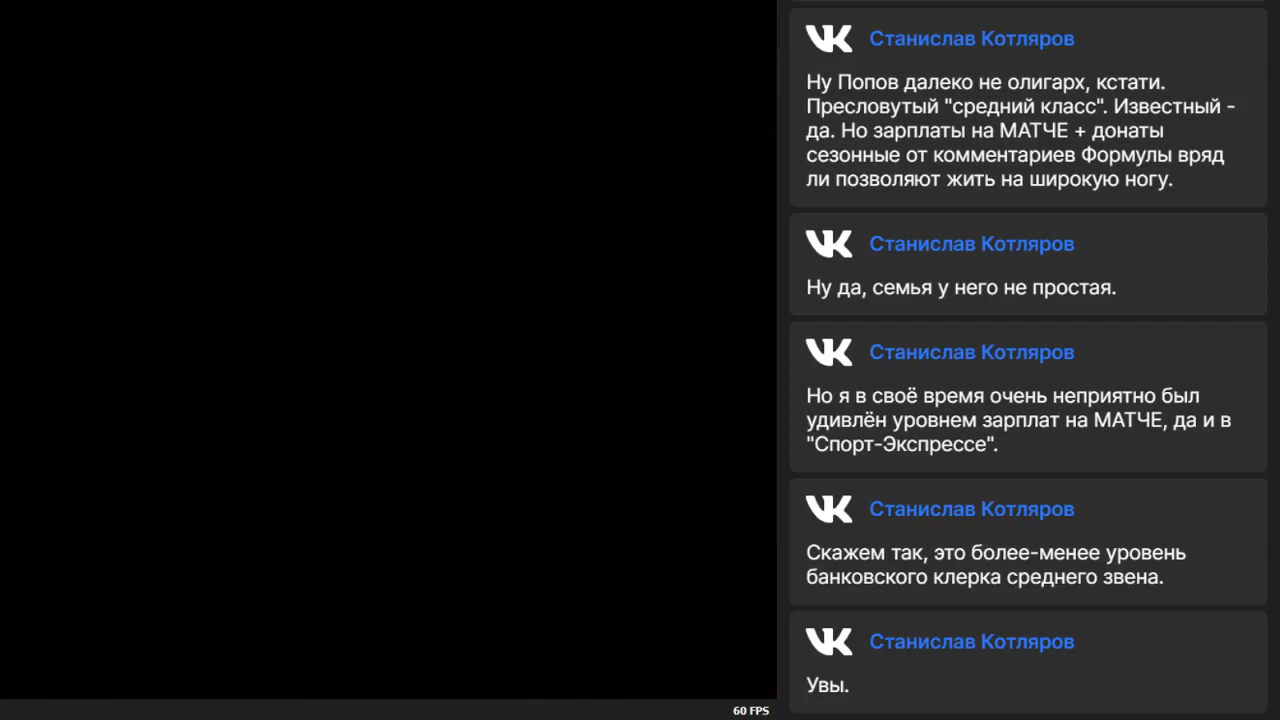 Станислав Котляров
Ну Попов далеко не олигарх, кстати.
Пресловутый "средний класс". Известный -
да. Но зарплаты на МАТЧЕ + донаты
сезонные от комментариев Формулы вряд
ли позволяют жить на широкую ногу.
Станислав Котляров
Ну да, семья у него не простая.
Станислав Котляров
Но я в своё время очень неприятно был
удивлён уровнем зарплат на МАТЧЕ, да и в
"Спорт-Экспрессе".
Станислав Котляров
Скажем так, это более-менее уровень
банковского клерка среднего звена.
Станислав Котляров
Увы.
60 FPS